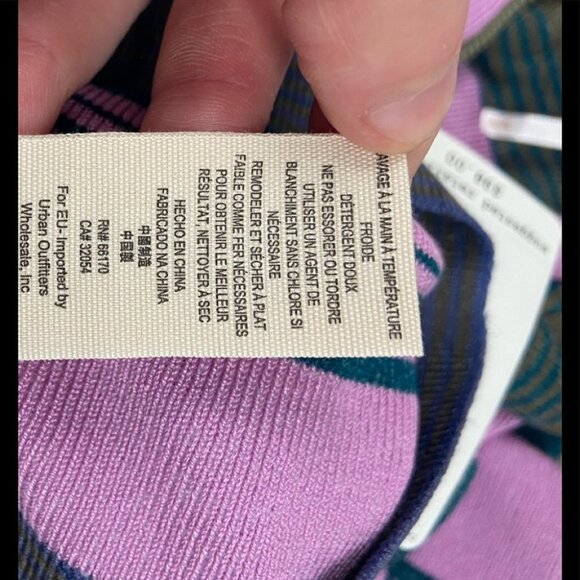 LAVAGE À LA MAIN À TEMPÉRATURE
FROIDE
DÉTERGENT DOUX
NE PAS ESSORER OU TORDRE
UTILISER UN AGENT DE
BLANCHIMENT SANS CHLORE SI
NÉCESSAIRE
REMODELER ET SÉCHER À PLAT
FAIBLE COMME FER NÉCESSAIRES
POUR OBTENIR LE MEILLEUR
RÉSULTAT, NETTOYER À SEC
HECHO EN CHINA
FABRICADO NA CHINA
中國制造
中国製
RN# 66170
CA# 32054
For EU- Imported by
Urban Outfitters
Wholesale, Inc